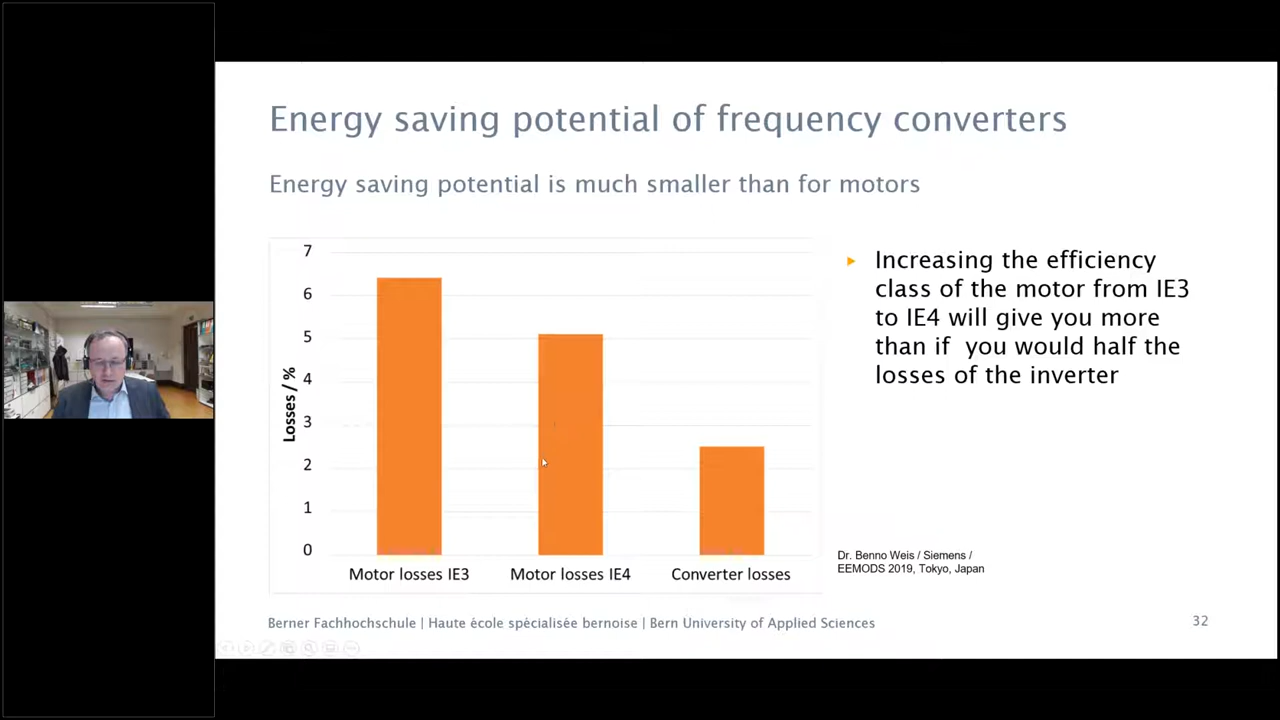 Energy saving potential of frequency converters
Energy saving potential is much smaller than for motors
7
6
5
4
3
2
1
0
Losses / %
Motor losses IE3
Motor losses IE4
Converter losses
Increasing the efficiency
class of the motor from IE3
to IE4 will give you more
than if you would half the
losses of the inverter
Dr. Benno Weis / Siemens /
EEMODS 2019, Tokyo, Japan
Berner Fachhochschule | Haute école spécialisée bernoise | Bern University of Applied Sciences
32